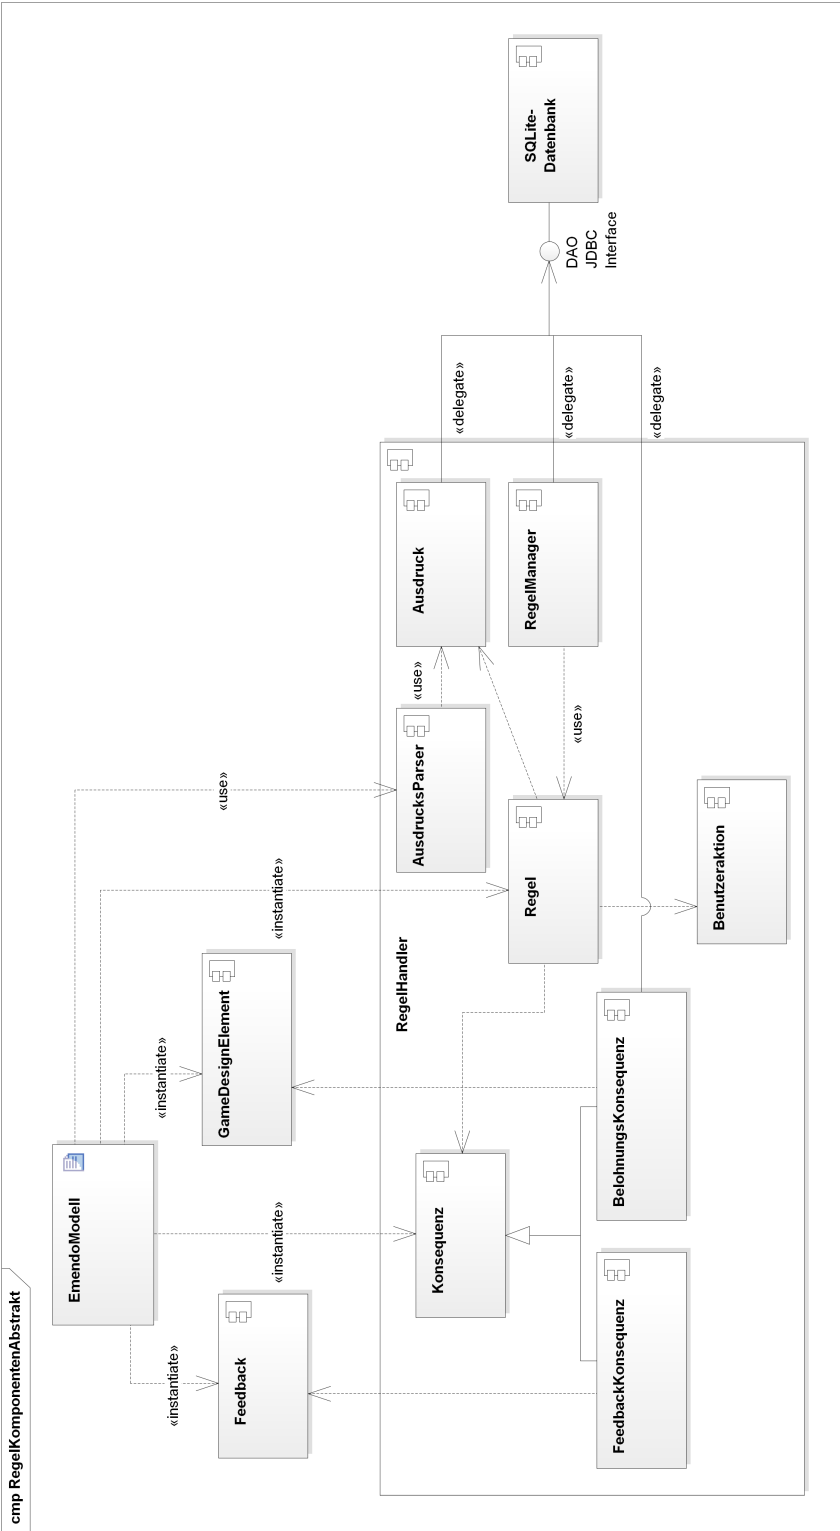 cmp RegelKomponentenAbstrakt
EmendoModell
«instantiate»
«instantiate»
«instantiate»
«instantiate»
«use»
Feedback
GameDesignElement
RegelHandler
Konsequenz
AusdrucksParser
«use»
Ausdruck
«delegate»
Regel
«use»
RegelManager
«delegate»
FeedbackKonsequenz
BelohnungsKonsequenz
«delegate»
Benutzeraktion
SQLite-
Datenbank
DAO
JDBC
Interface